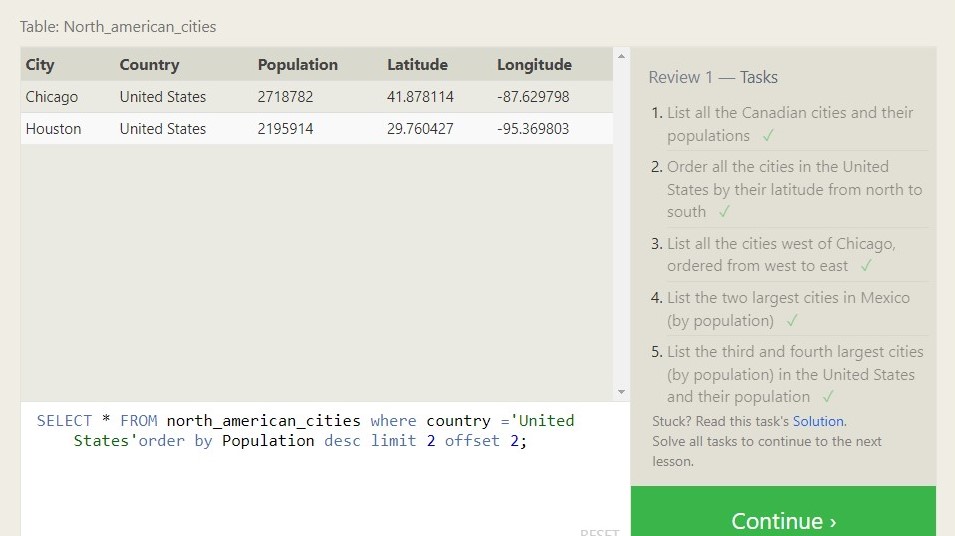 Table: North_american_cities
City Country Population Latitude Longitude
Chicago United States 2718782 41.878114 -87.629798
Houston United States 2195914 29.760427 -95.369803
SELECT * FROM north_american_cities where country ='United
States'order by Population desc limit 2 offset 2;
RESET
Review 1 — Tasks
1. List all the Canadian cities and their
populations ✓
2. Order all the cities in the United
States by their latitude from north to
south ✓
3. List all the cities west of Chicago,
ordered from west to east ✓
4. List the two largest cities in Mexico
(by population) ✓
5. List the third and fourth largest cities
(by population) in the United States
and their population ✓
Stuck? Read this task's Solution.
Solve all tasks to continue to the next
lesson.
Continue ›